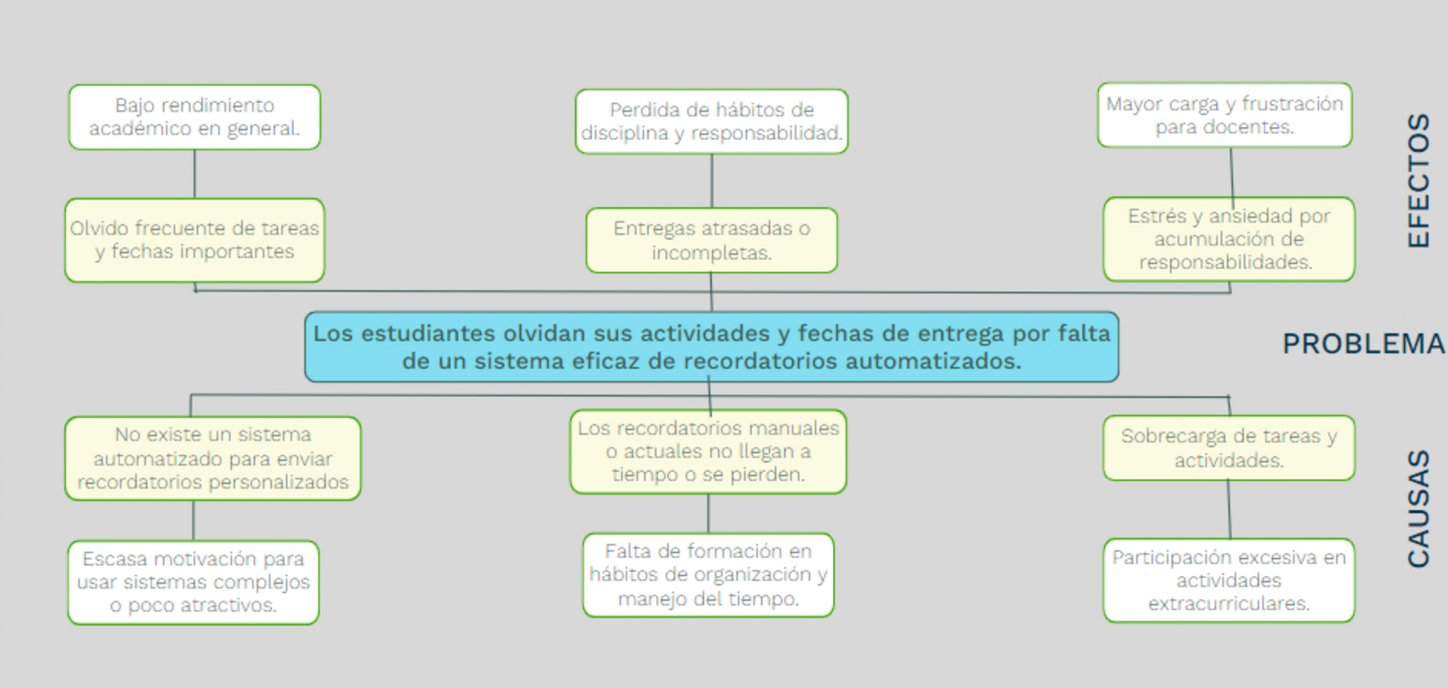 Bajo rendimiento
académico en general.
Perdida de hábitos de
disciplina y responsabilidad.
Mayor carga y frustración
para docentes.
EFECTOS
Olvido frecuente de tareas
y fechas importantes
Entregas atrasadas o
incompletas.
Estrés y ansiedad por
acumulación de
responsabilidades.
Los estudiantes olvidan sus actividades y fechas de entrega por falta
de un sistema eficaz de recordatorios automatizados.
PROBLEMA
No existe un sistema
automatizado para enviar
recordatorios personalizados
Los recordatorios manuales
o actuales no llegan a
tiempo o se pierden.
Sobrecarga de tareas y
actividades.
CAUSAS
Escasa motivación para
usar sistemas complejos
o poco atractivos.
Falta de formación en
hábitos de organización y
manejo del tiempo.
Participación excesiva en
actividades
extracurriculares.